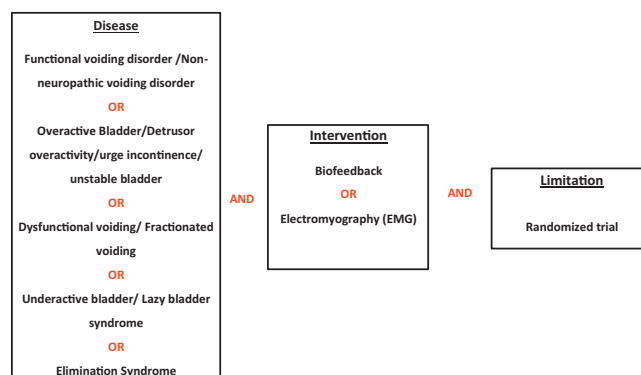 Disease
Functional voiding disorder /Non-
neuropathic voiding disorder
OR
Overactive Bladder/Detrusor
overactivity/urge incontinence/
unstable bladder
OR
Dysfunctional voiding/ Fractionated
voiding
OR
Underactive bladder/ Lazy bladder
syndrome
OR
Elimination Syndrome
AND
Intervention
Biofeedback
OR
Electromyography (EMG)
AND
Limitation
Randomized trial